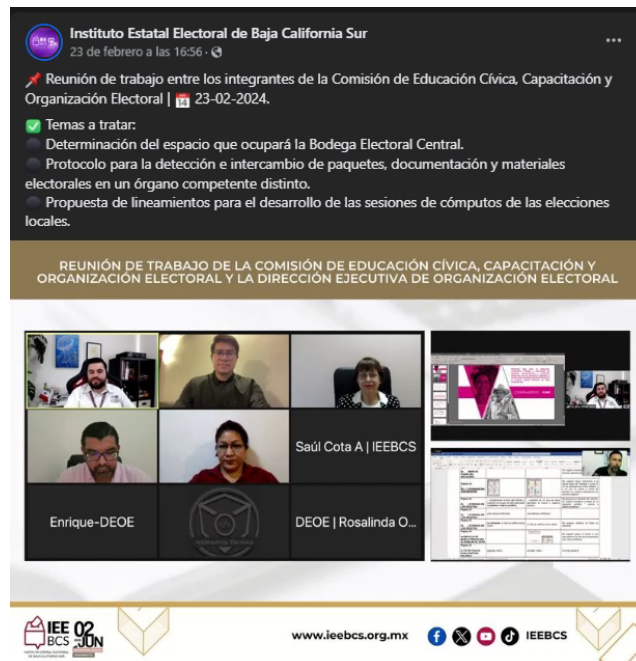 Instituto Estatal Electoral de Baja California Sur
23 de febrero a las 16:56 ·
📌 Reunión de trabajo entre los integrantes de la Comisión de Educación Cívica, Capacitación y
Organización Electoral | 📅 23-02-2024.
✅ Temas a tratar:
⚫ Determinación del espacio que ocupará la Bodega Electoral Central.
⚫ Protocolo para la detección e intercambio de paquetes, documentación y materiales
electorales en un órgano competente distinto.
⚫ Propuesta de lineamientos para el desarrollo de las sesiones de cómputos de las elecciones
locales.
REUNIÓN DE TRABAJO DE LA COMISIÓN DE EDUCACIÓN CÍVICA, CAPACITACIÓN Y
ORGANIZACIÓN ELECTORAL Y LA DIRECCIÓN EJECUTIVA DE ORGANIZACIÓN ELECTORAL
Saúl Cota A | IEEBCS
Enrique-DEOE
Asistencia Técnica
DEOE | Rosalinda O...
IEE
BCS
02
JUN
www.ieebcs.org.mx
IEEBCS